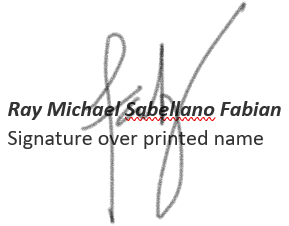 Ray Michael Sabellano Fabian
Signature over printed name